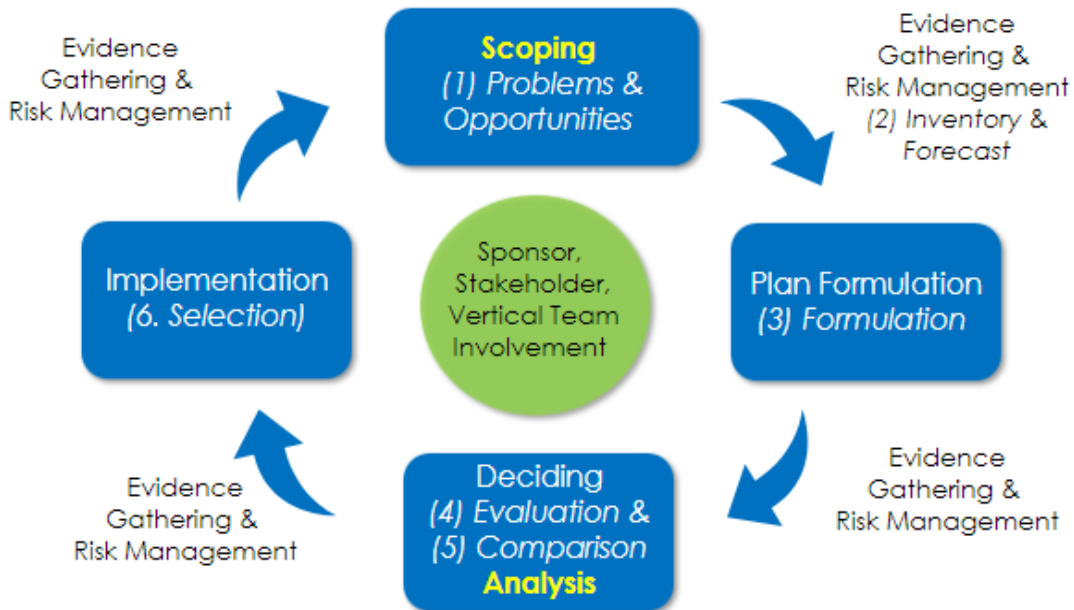 Evidence
Gathering &
Risk Management
Scoping
(1) Problems &
Opportunities
Evidence
Gathering &
Risk Management
(2) Inventory &
Forecast
Implementation
(6. Selection)
Sponsor,
Stakeholder,
Vertical Team
Involvement
Plan Formulation
(3) Formulation
Evidence
Gathering &
Risk Management
Deciding
(4) Evaluation &
(5) Comparison
Analysis
Evidence
Gathering &
Risk Management